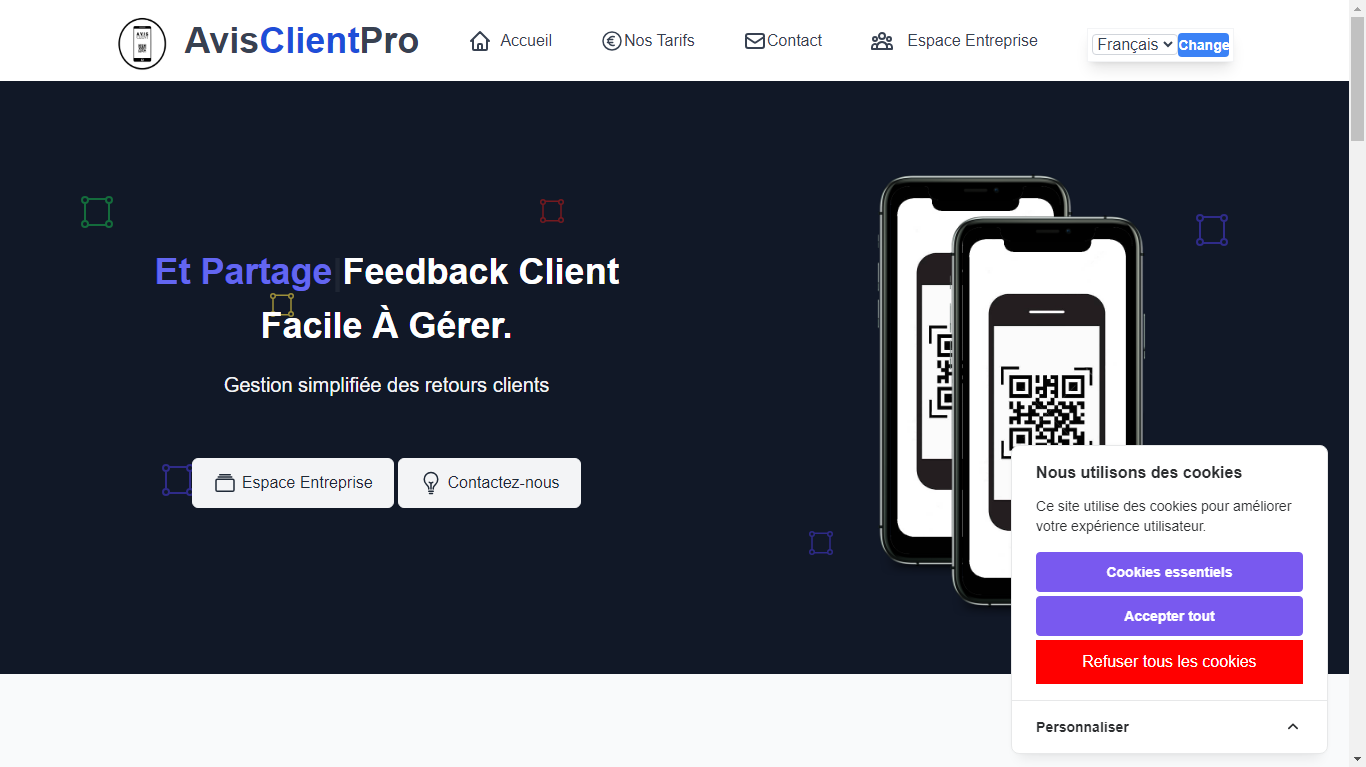 AVIS
AvisClientPro
Accueil
Nos Tarifs
Contact
Espace Entreprise
Français
Change
Et Partage|Feedback Client
Facile À Gérer.
Gestion simplifiée des retours clients
Espace Entreprise
Contactez-nous
Nous utilisons des cookies
Ce site utilise des cookies pour améliorer
votre expérience utilisateur.
Cookies essentiels
Accepter tout
Refuser tous les cookies
Personnaliser